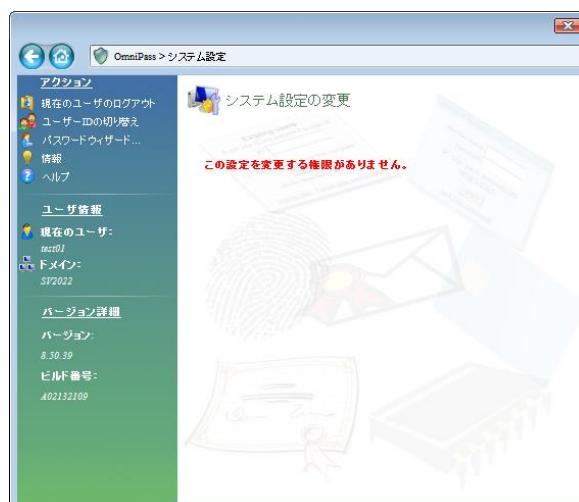 OmniPass > システム設定
アクション
現在のユーザのログアウト
ユーザーIDの切り替え
パスワードウィザード...
情報
ヘルプ
ユーザ情報
現在のユーザ:
test01
ドメイン:
SV2022
バージョン詳細
バージョン:
8.50.39
ビルド番号:
A02132109
システム設定の変更
この設定を変更する権限がありません。